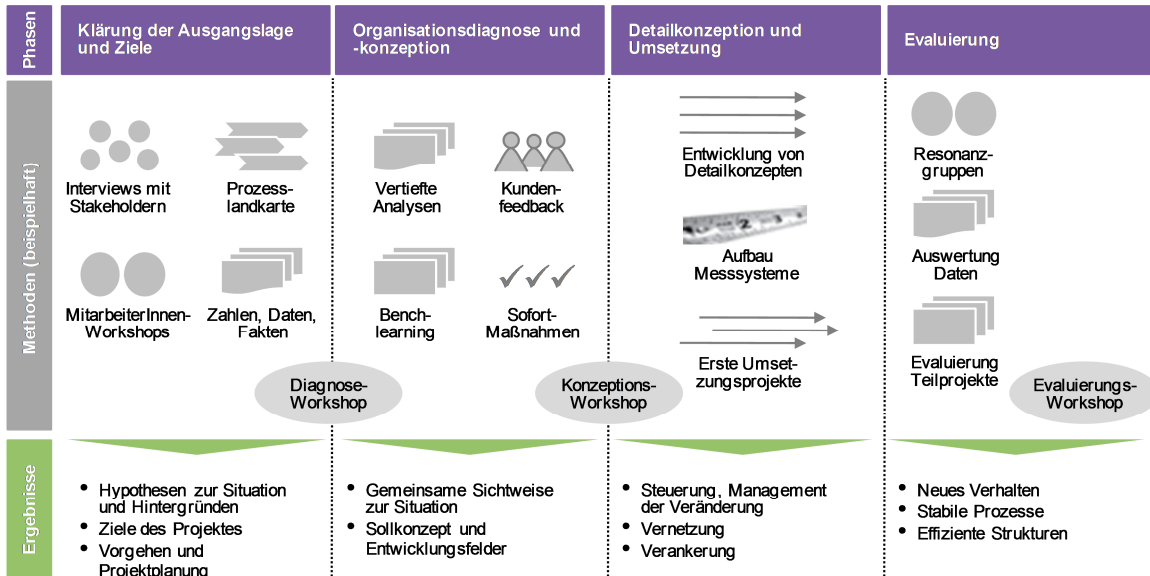 Phasen
Klärung der Ausgangslage
und Ziele
Organisationsdiagnose und
-konzeption
Detailkonzeption und
Umsetzung
Evaluierung
Methoden (beispielhaft)
Interviews mit
Stakeholdern
Prozess-
landkarte
MitarbeiterInnen-
Workshops
Zahlen, Daten,
Fakten
Diagnose-
Workshop
Vertiefte
Analysen
Kunden-
feedback
Bench-
learning
Sofort-
Maßnahmen
Konzeptions-
Workshop
Entwicklung von
Detailkonzepten
2 3
Aufbau
Messsysteme
Erste Umset-
zungsprojekte
Resonanz-
gruppen
Auswertung
Daten
Evaluierung
Teilprojekte
Evaluierungs-
Workshop
Ergebnisse
• Hypothesen zur Situation
und Hintergründen
• Ziele des Projektes
• Vorgehen und
Projektplanung
• Gemeinsame Sichtweise
zur Situation
• Sollkonzept und
Entwicklungsfelder
• Steuerung, Management
der Veränderung
• Vernetzung
• Verankerung
• Neues Verhalten
• Stabile Prozesse
• Effiziente Strukturen